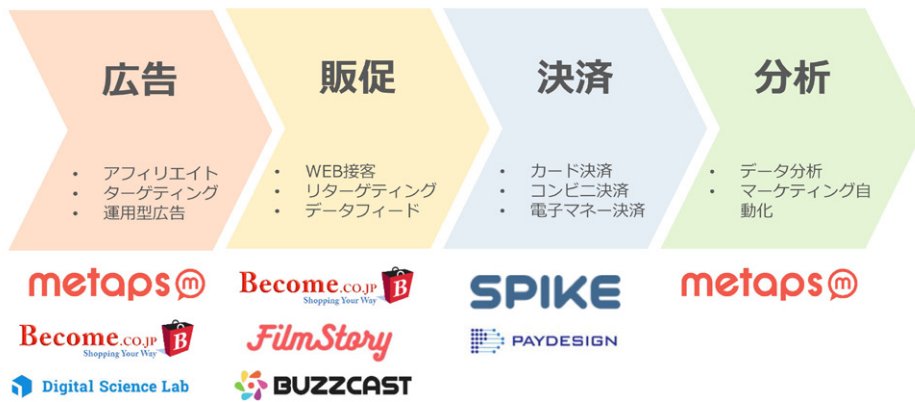 広告
• アフィリエイト
• ターゲティング
• 運用型広告
販促
• WEB接客
• リターゲティング
• データフィード
決済
• カード決済
• コンビニ決済
• 電子マネー決済
分析
• データ分析
• マーケティング自
動化
metaps m
Become.co.jp B
Shopping Your Way
Digital Science Lab
Become.co.jp B
Shopping Your Way
FilmStory
BUZZCAST
SPIKE
PAYDESIGN
metaps m